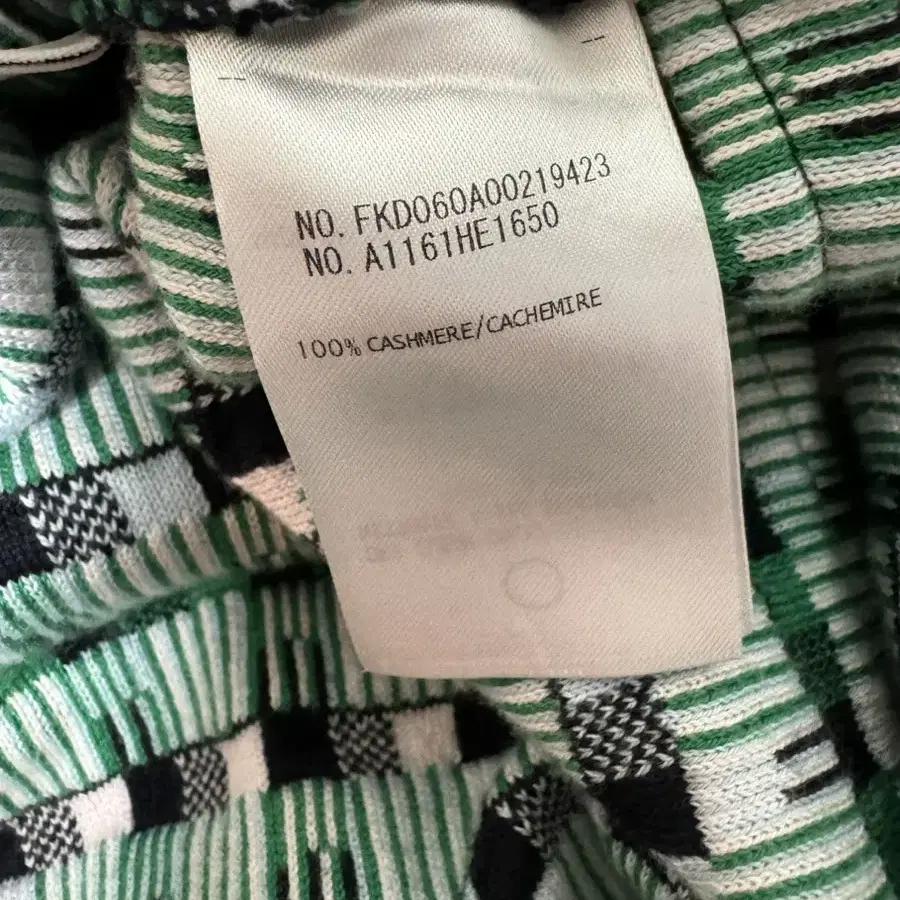 NO. FKD060A00219423
NO. A1161HE1650
100% CASHMERE/CACHEMIRE